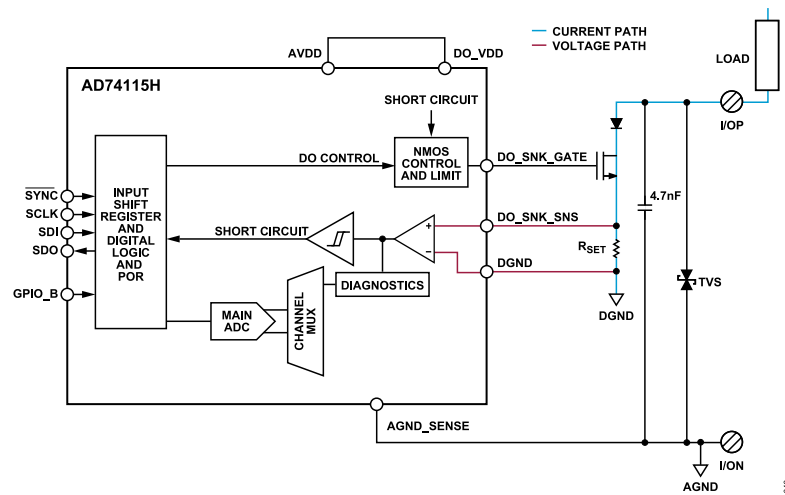 CURRENT PATH
VOLTAGE PATH
LOAD
AVDD
DO_VDD
AD74115H
SHORT CIRCUIT
I/OP
DO CONTROL
NMOS
CONTROL
AND LIMIT
DO_SNK_GATE
SYNC
SCLK
SDI
SDO
GPIO_B
INPUT
SHIFT
REGISTER
AND
DIGITAL
LOGIC
AND
POR
4.7nF
SHORT CIRCUIT
+
−
DO_SNK_SNS
DGND
RSET
DIAGNOSTICS
MAIN
ADC
CHANNEL
MUX
DGND
TVS
AGND_SENSE
I/ON
AGND